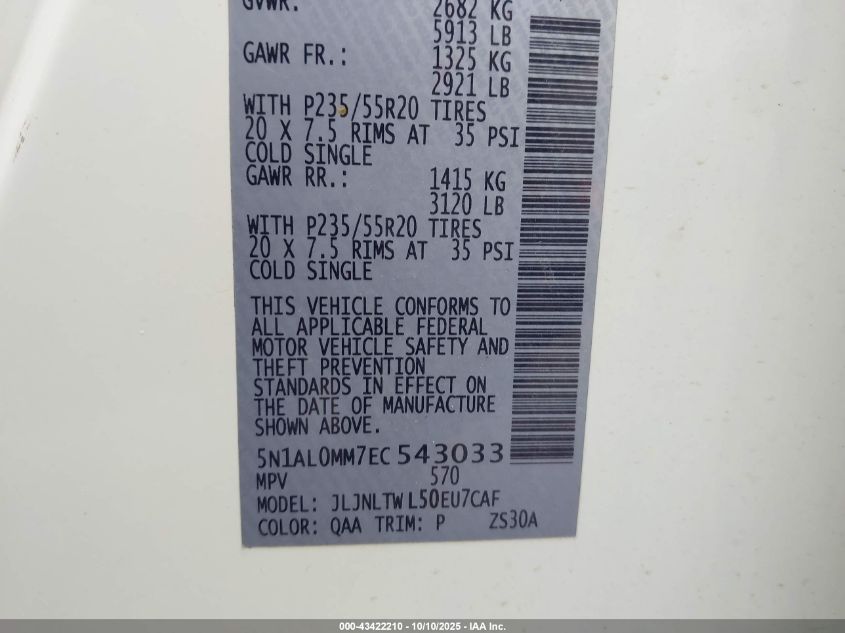 GVWR: 2682 KG
5913 LB
GAWR FR.: 1325 KG
2921 LB
WITH P235/55R20 TIRES
20 X 7.5 RIMS AT 35 PSI
COLD SINGLE
GAWR RR.: 1415 KG
3120 LB
WITH P235/55R20 TIRES
20 X 7.5 RIMS AT 35 PSI
COLD SINGLE
THIS VEHICLE CONFORMS TO
ALL APPLICABLE FEDERAL
MOTOR VEHICLE SAFETY AND
THEFT PREVENTION
STANDARDS IN EFFECT ON
THE DATE OF MANUFACTURE
SHOWN ABOVE.
5N1AL0MM7EC 543033
MPV 570
MODEL: JLJNLTWL50EU7CAF
COLOR: QAA TRIM: P ZS30A
000-43422210 - 10/10/2025 - IAA Inc.